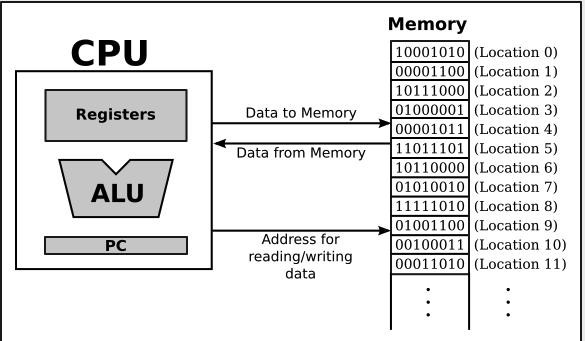 CPU
Registers
ALU
PC
Data to Memory
Data from Memory
Address for
reading/writing
data
Memory
10001010 (Location 0)
00001100 (Location 1)
10111000 (Location 2)
01000001 (Location 3)
00001011 (Location 4)
11011101 (Location 5)
10110000 (Location 6)
01010010 (Location 7)
11111010 (Location 8)
01001100 (Location 9)
00100011 (Location 10)
00011010 (Location 11)